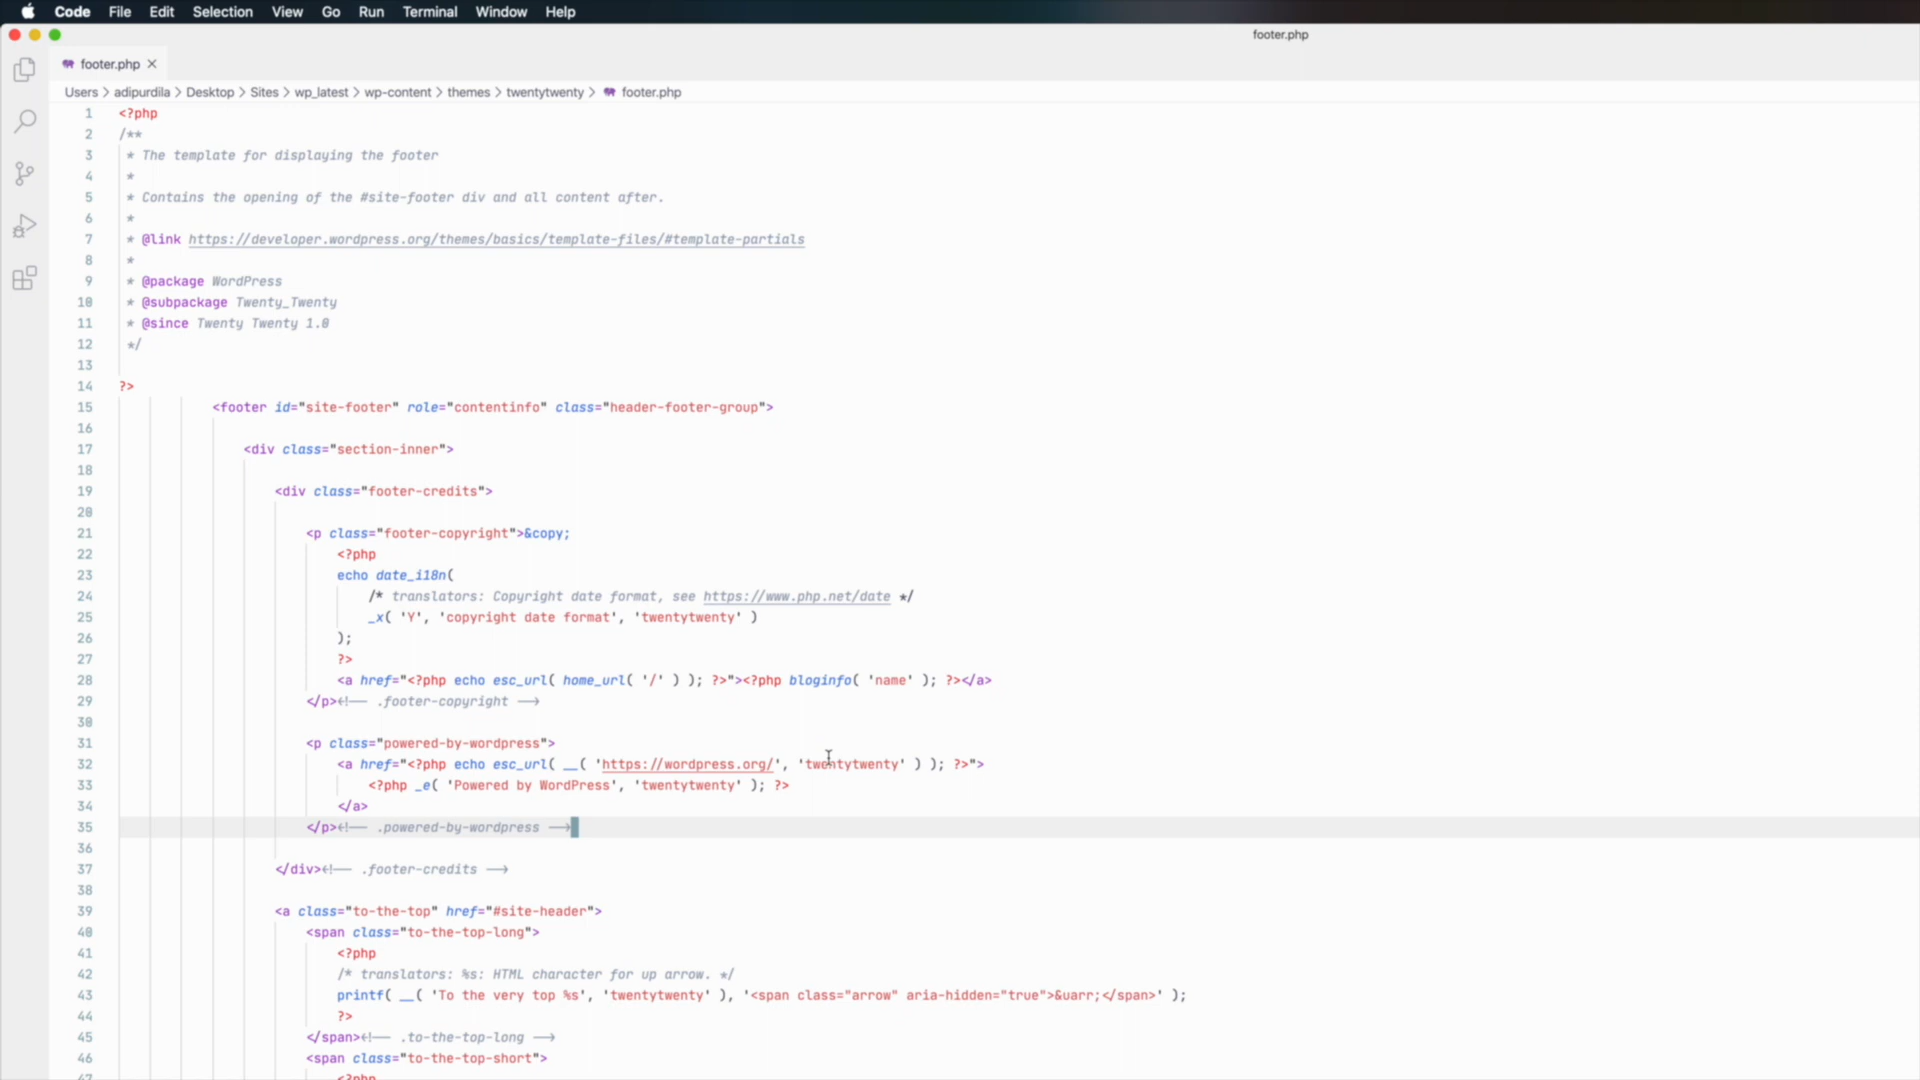 Code File Edit Selection View Go Run Terminal Window Help
footer.php
footer.php
Users > adipurdila > Desktop > Sites > wp_latest > wp-content > themes > twentytwenty > footer.php
1 <?php
2 /**
3 * The template for displaying the footer
4 *
5 * Contains the opening of the #site-footer div and all content after.
6 *
7 * @link https://developer.wordpress.org/themes/basics/template-files/#template-partials
8 *
9 * @package WordPress
10 * @subpackage Twenty_Twenty
11 * @since Twenty Twenty 1.0
12 */
13
14 ?>
15 <footer id="site-footer" role="contentinfo" class="header-footer-group">
16
17 <div class="section-inner">
18
19 <div class="footer-credits">
20
21 <p class="footer-copyright">&copy;
22 <?php
23 echo date_i18n(
24 /* translators: Copyright date format, see https://www.php.net/date */
25 _x( 'Y', 'copyright date format', 'twentytwenty' )
26 );
27 ?>
28 <a href="<?php echo esc_url( home_url( '/' ) ); ?>"><?php bloginfo( 'name' ); ?></a>
29 </p><!-- .footer-copyright -->
30
31 <p class="powered-by-wordpress">
32 <a href="<?php echo esc_url( __( 'https://wordpress.org/', 'twentytwenty' ) ); ?>">
33 <?php _e( 'Powered by WordPress', 'twentytwenty' ); ?>
34 </a>
35 </p><!-- .powered-by-wordpress -->
36
37 </div><!-- .footer-credits -->
38
39 <a class="to-the-top" href="#site-header">
40 <span class="to-the-top-long">
41 <?php
42 /* translators: %s: HTML character for up arrow. */
43 printf( __( 'To the very top %s', 'twentytwenty' ), '<span class="arrow" aria-hidden="true">&uarr;</span>' );
44 ?>
45 </span><!-- .to-the-top-long -->
46 <span class="to-the-top-short">
47 <?php